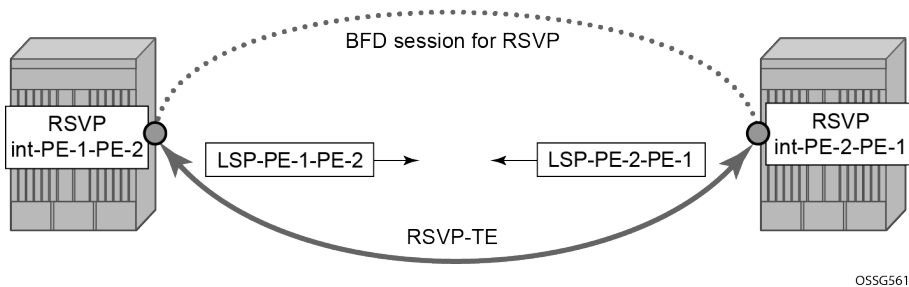 BFD session for RSVP
RSVP
int-PE-1-PE-2
RSVP
int-PE-2-PE-1
LSP-PE-1-PE-2
LSP-PE-2-PE-1
RSVP-TE
OSSG561